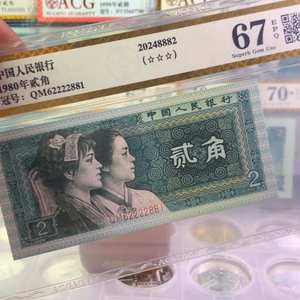 ACG
中国人民银行
1980年贰角
冠号: QM62222881
20248882
(☆☆☆)
67
EPQ
Superb Gem Unc
70
中国人民银行
贰角
QM62222881
2
2